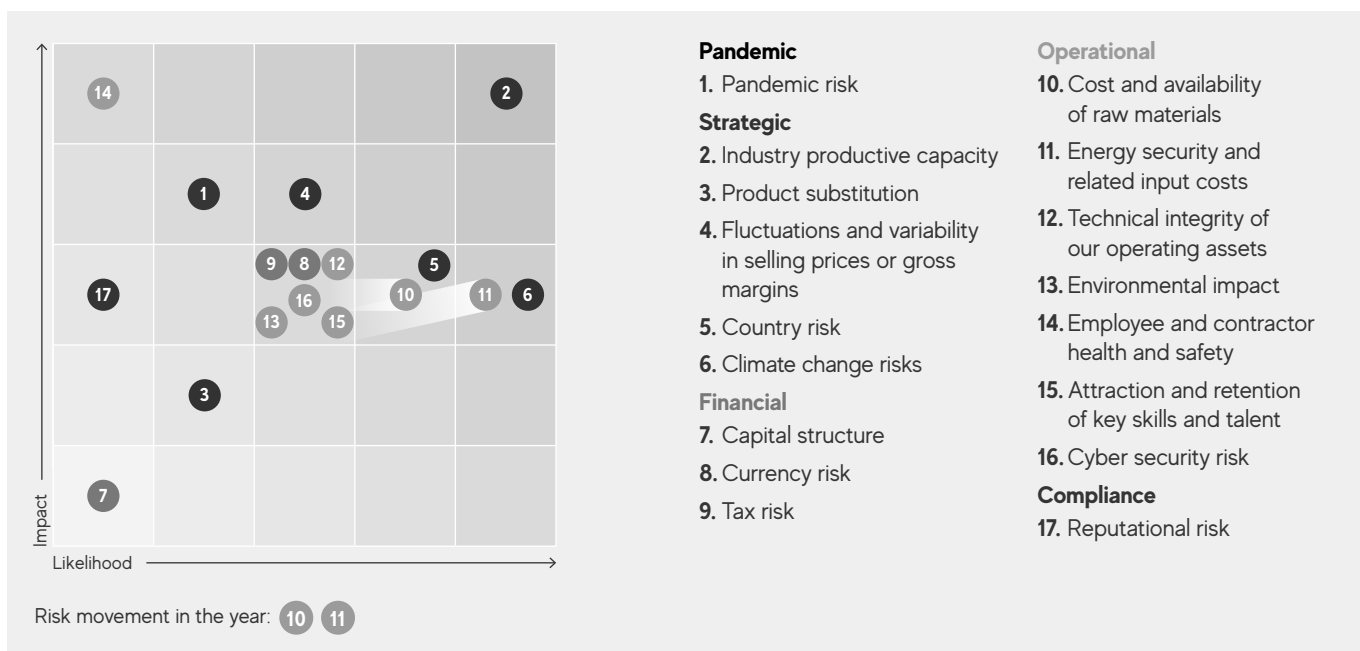 14
2
1
4
9
8
12
5
17
16
10
11
6
13
15
3
7
Impact
Likelihood
Risk movement in the year: 10 11
Pandemic
1. Pandemic risk
Strategic
2. Industry productive capacity
3. Product substitution
4. Fluctuations and variability
in selling prices or gross
margins
5. Country risk
6. Climate change risks
Financial
7. Capital structure
8. Currency risk
9. Tax risk
Operational
10. Cost and availability
of raw materials
11. Energy security and
related input costs
12. Technical integrity of
our operating assets
13. Environmental impact
14. Employee and contractor
health and safety
15. Attraction and retention
of key skills and talent
16. Cyber security risk
Compliance
17. Reputational risk